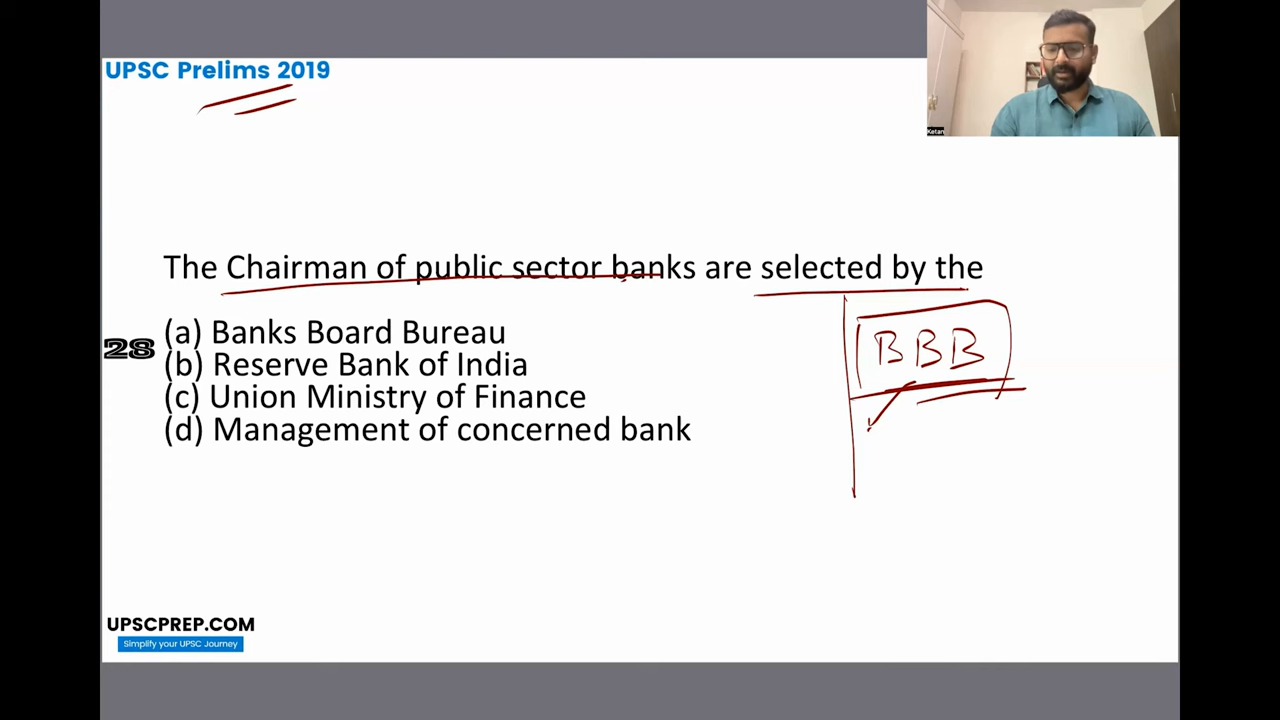 UPSC Prelims 2019
Ketan
The Chairman of public sector banks are selected by the
(a) Banks Board Bureau
(b) Reserve Bank of India
(c) Union Ministry of Finance
(d) Management of concerned bank
28
BBB
UPSCPREP.COM
Simplify your UPSC Journey